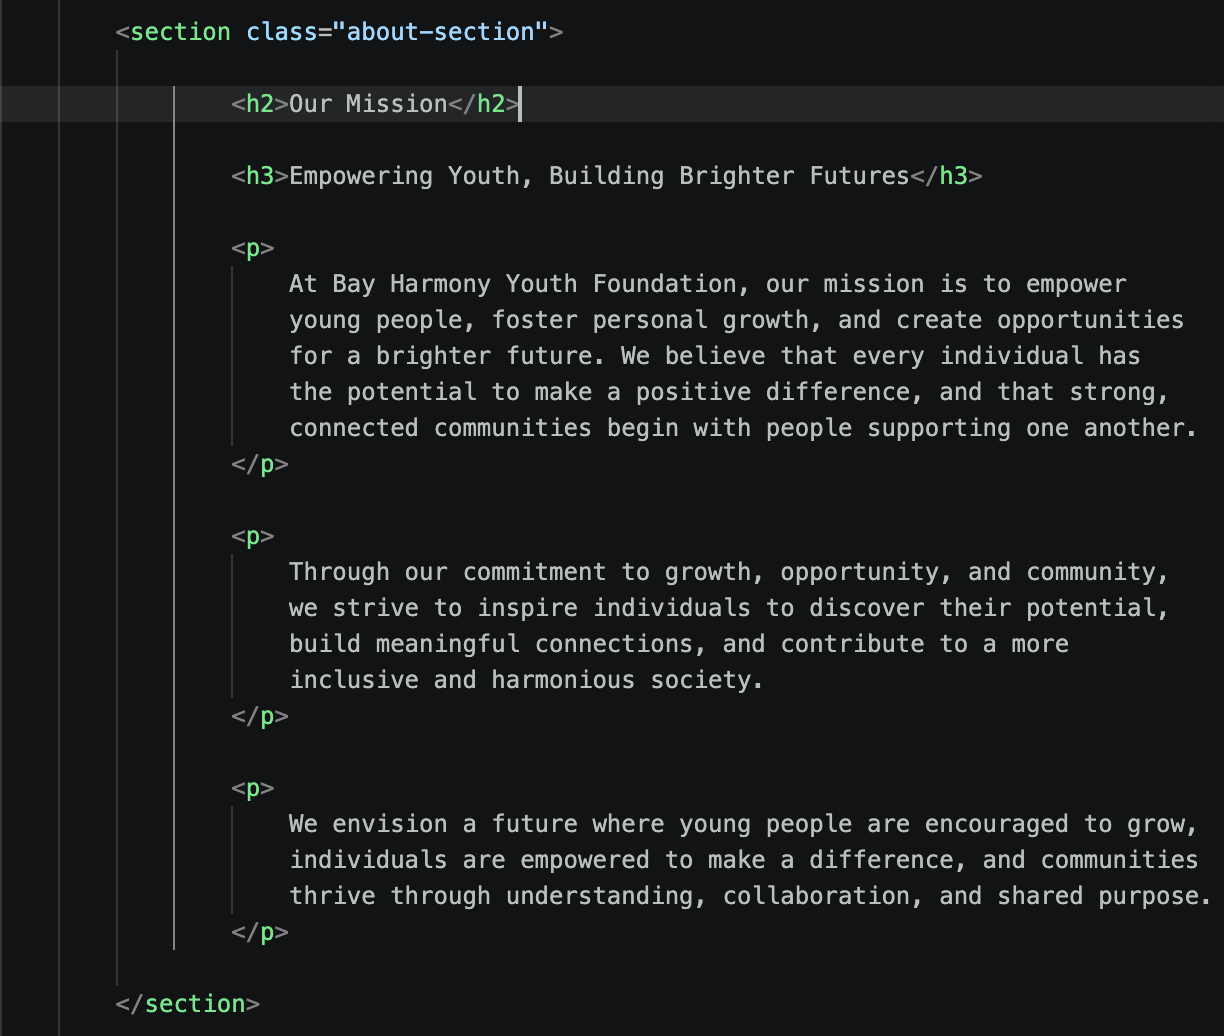 <section class="about-section">
<h2>Our Mission</h2>
<h3>Empowering Youth, Building Brighter Futures</h3>
<p>
At Bay Harmony Youth Foundation, our mission is to empower
young people, foster personal growth, and create opportunities
for a brighter future. We believe that every individual has
the potential to make a positive difference, and that strong,
connected communities begin with people supporting one another.
</p>
<p>
Through our commitment to growth, opportunity, and community,
we strive to inspire individuals to discover their potential,
build meaningful connections, and contribute to a more
inclusive and harmonious society.
</p>
<p>
We envision a future where young people are encouraged to grow,
individuals are empowered to make a difference, and communities
thrive through understanding, collaboration, and shared purpose.
</p>
</section>